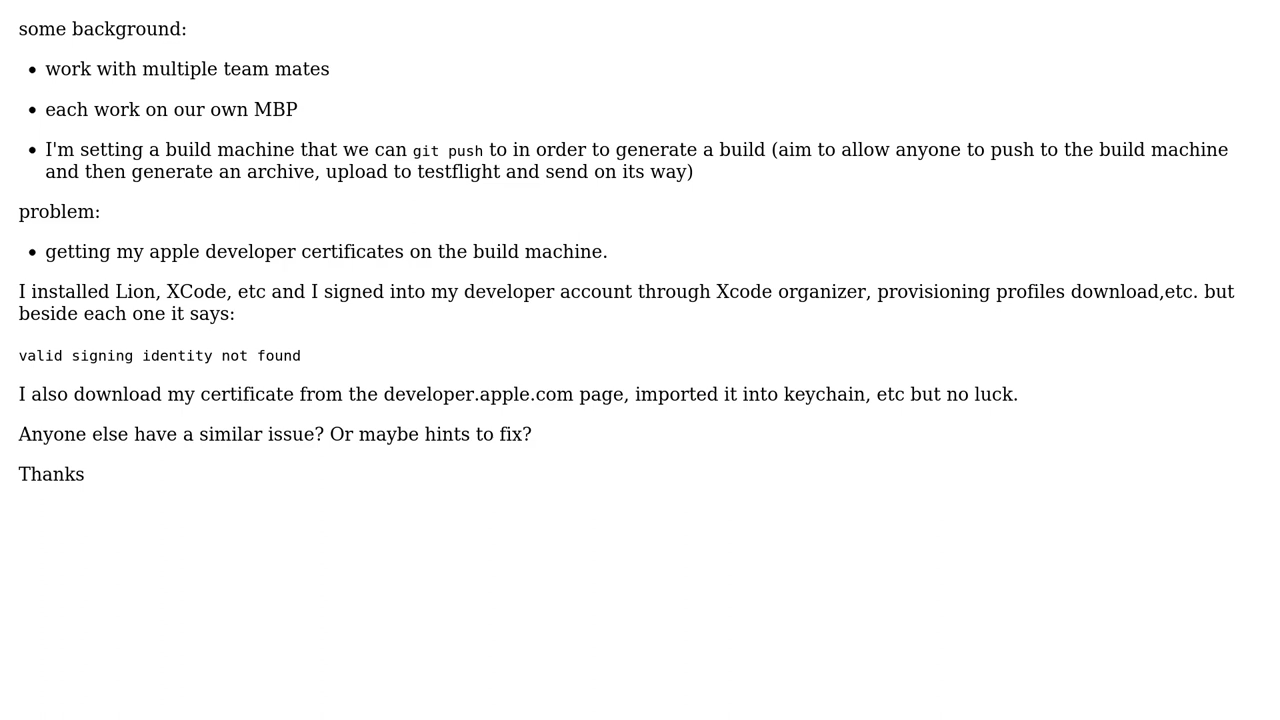 some background:
work with multiple team mates
each work on our own MBP
I'm setting a build machine that we can git push to in order to generate a build (aim to allow anyone to push to the build machine
and then generate an archive, upload to testflight and send on its way)
problem:
getting my apple developer certificates on the build machine.
I installed Lion, XCode, etc and I signed into my developer account through Xcode organizer, provisioning profiles download,etc. but
beside each one it says:
valid signing identity not found
I also download my certificate from the developer.apple.com page, imported it into keychain, etc but no luck.
Anyone else have a similar issue? Or maybe hints to fix?
Thanks